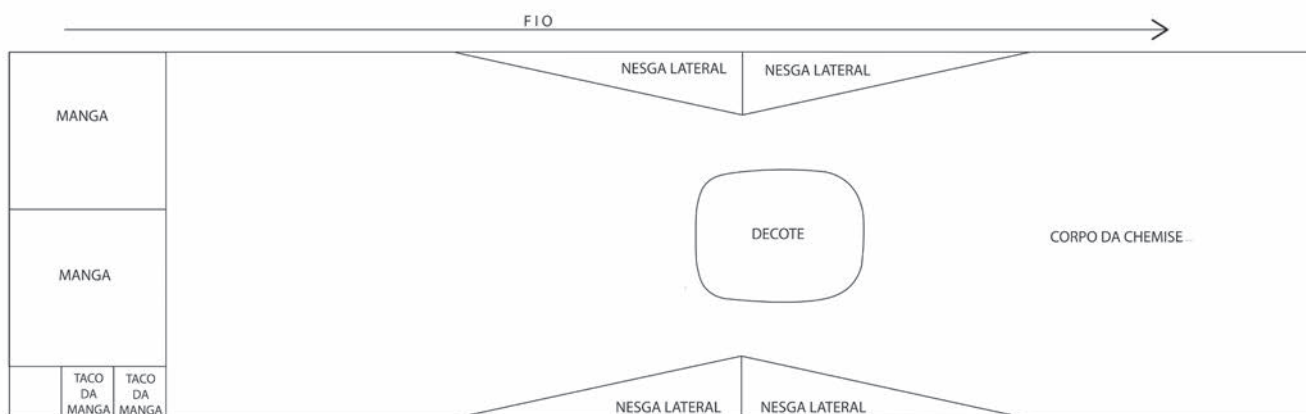 FIO
NESGA LATERAL
NESGA LATERAL
MANGA
DECOTE
CORPO DA CHEMISE
MANGA
TACO
DA
MANGA
TACO
DA
MANGA
NESGA LATERAL
NESGA LATERAL